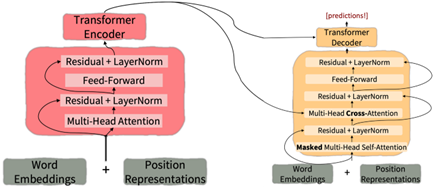 Transformer
Encoder
Residual + LayerNorm
Feed-Forward
Residual + LayerNorm
Multi-Head Attention
Word
Embeddings
+
Position
Representations
[predictions!]
Transformer
Decoder
Residual + LayerNorm
Feed-Forward
Residual + LayerNorm
Multi-Head Cross-Attention
Residual + LayerNorm
Masked Multi-Head Self-Attention
Word
Embeddings
+
Position
Representations